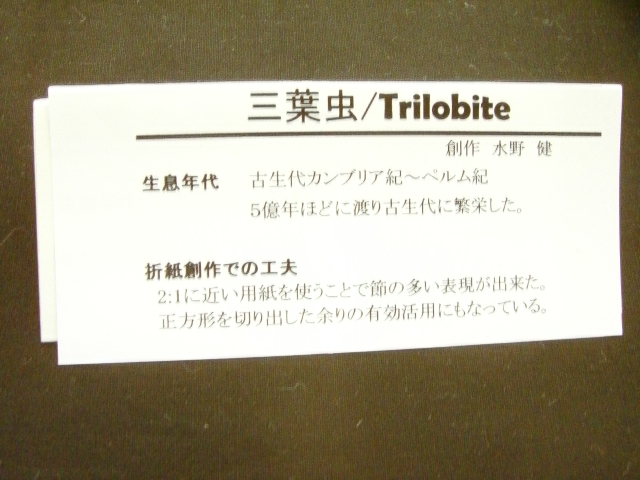 三葉虫/Trilobite
創作 水野 健
生息年代 古生代カンブリア紀～ペルム紀
5億年ほどに渡り古生代に繁栄した。
折紙創作での工夫
2:1に近い用紙を使うことで節の多い表現が出来た。
正方形を切り出した余りの有効活用にもなっている。